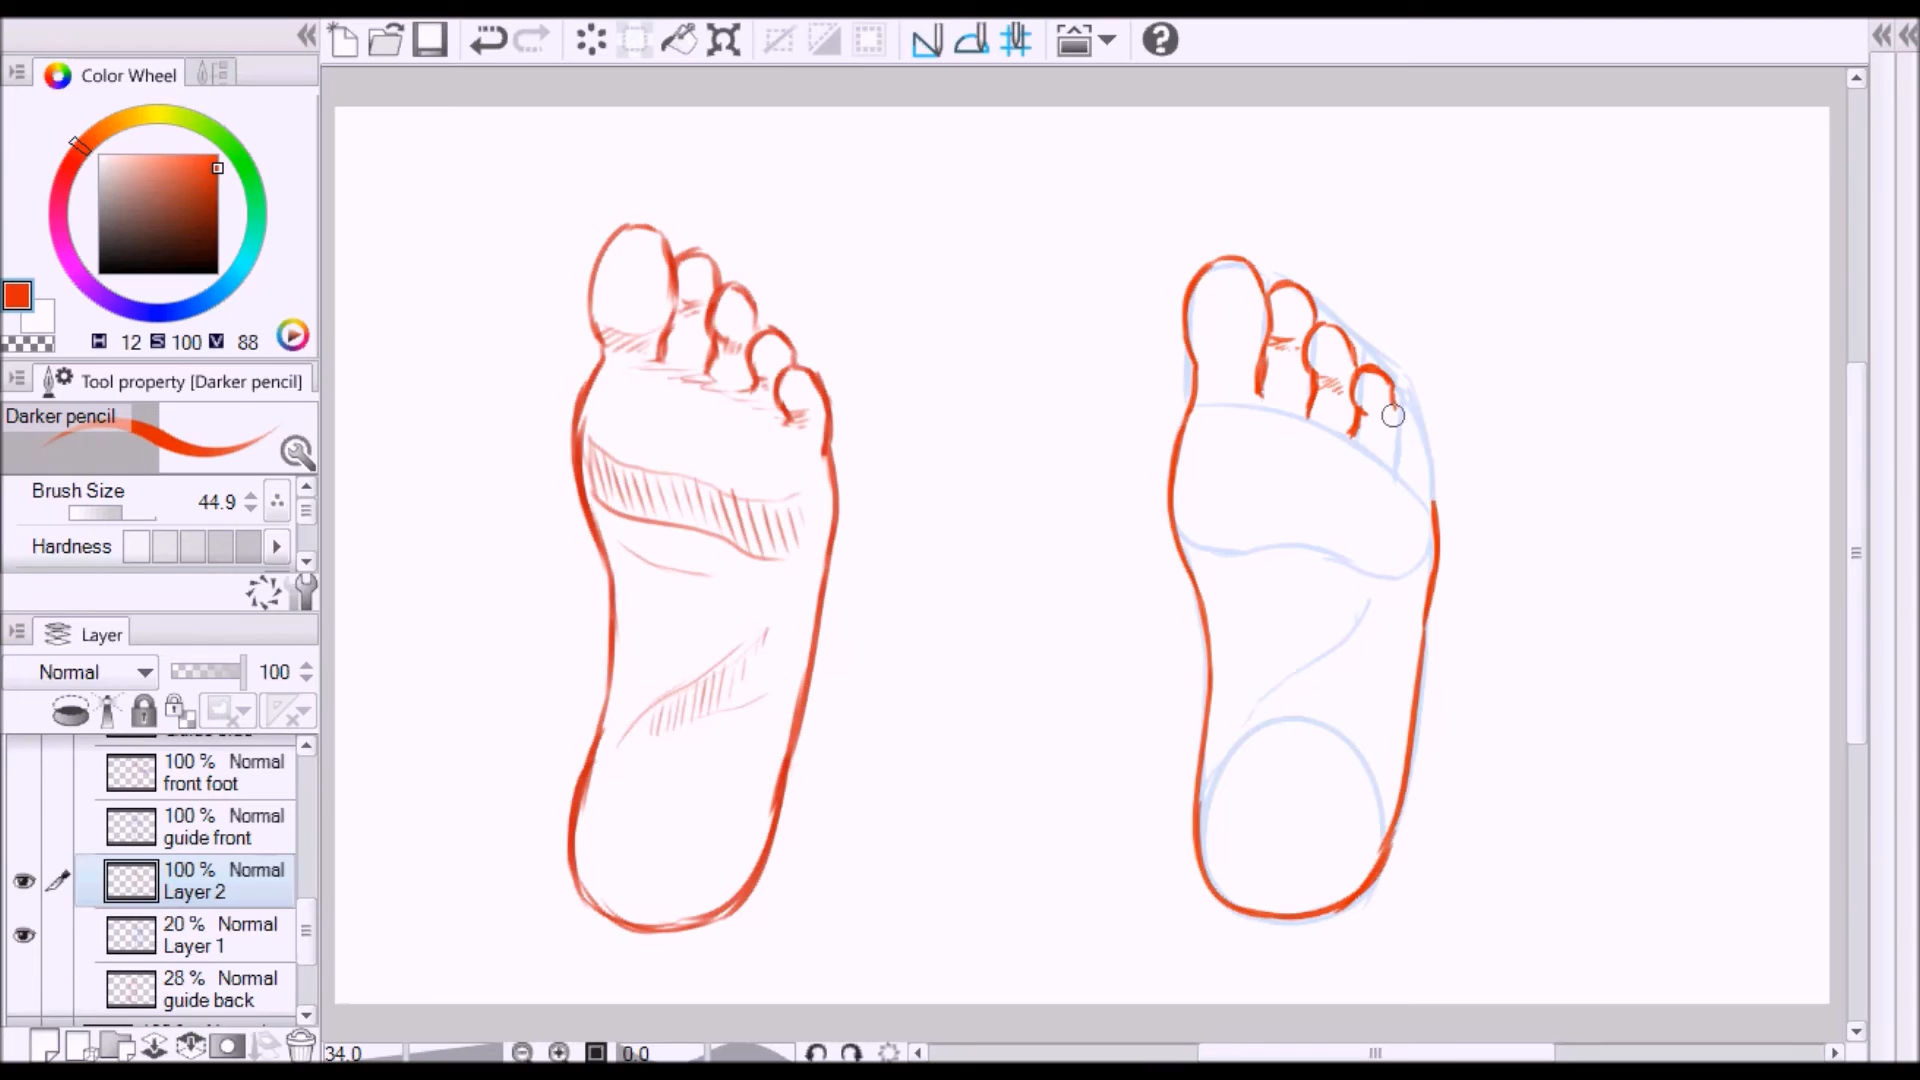 Color Wheel
H 12 S 100 V 88
Tool property [Darker pencil]
Darker pencil
Brush Size 44.9
Hardness
Layer
Normal 100
100 % Normal
front foot
100 % Normal
guide front
100 % Normal
Layer 2
20 % Normal
Layer 1
28 % Normal
guide back
34.0 0.0